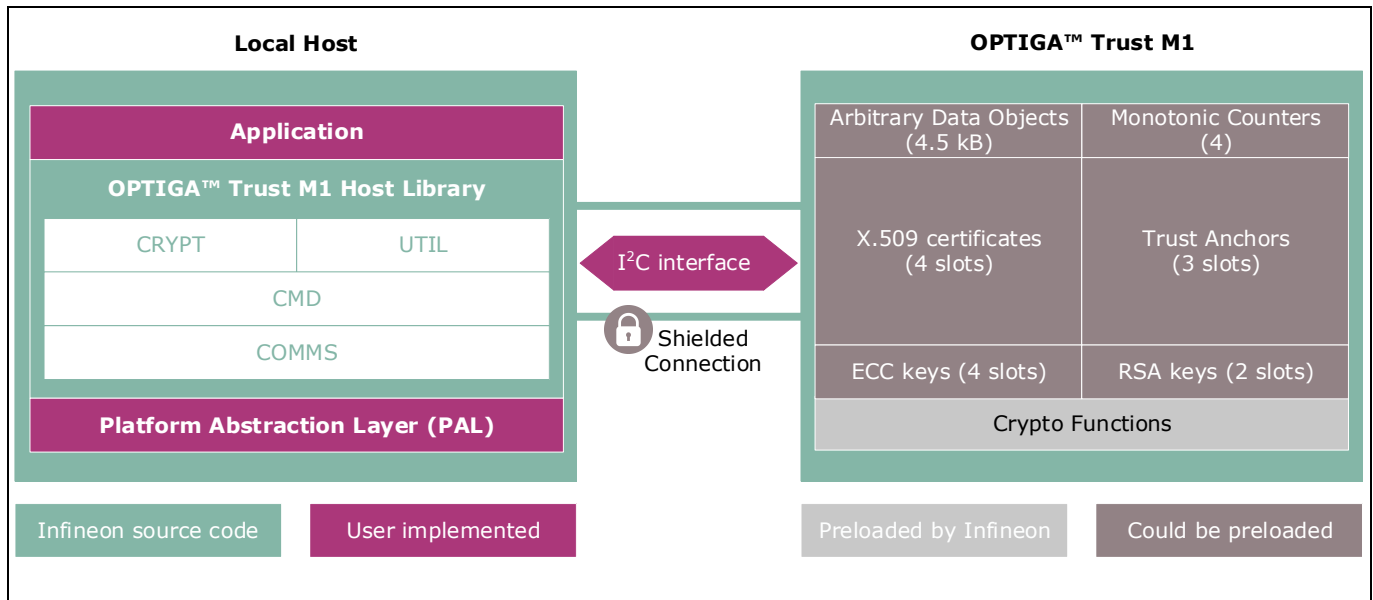 Local Host
OPTIGA™ Trust M1
Application
OPTIGA™ Trust M1 Host Library
CRYPT
UTIL
CMD
COMMS
Platform Abstraction Layer (PAL)
I²C interface
Shielded
Connection
Arbitrary Data Objects
(4.5 kB)
Monotonic Counters
(4)
X.509 certificates
(4 slots)
Trust Anchors
(3 slots)
ECC keys (4 slots)
RSA keys (2 slots)
Crypto Functions
Infineon source code
User implemented
Preloaded by Infineon
Could be preloaded